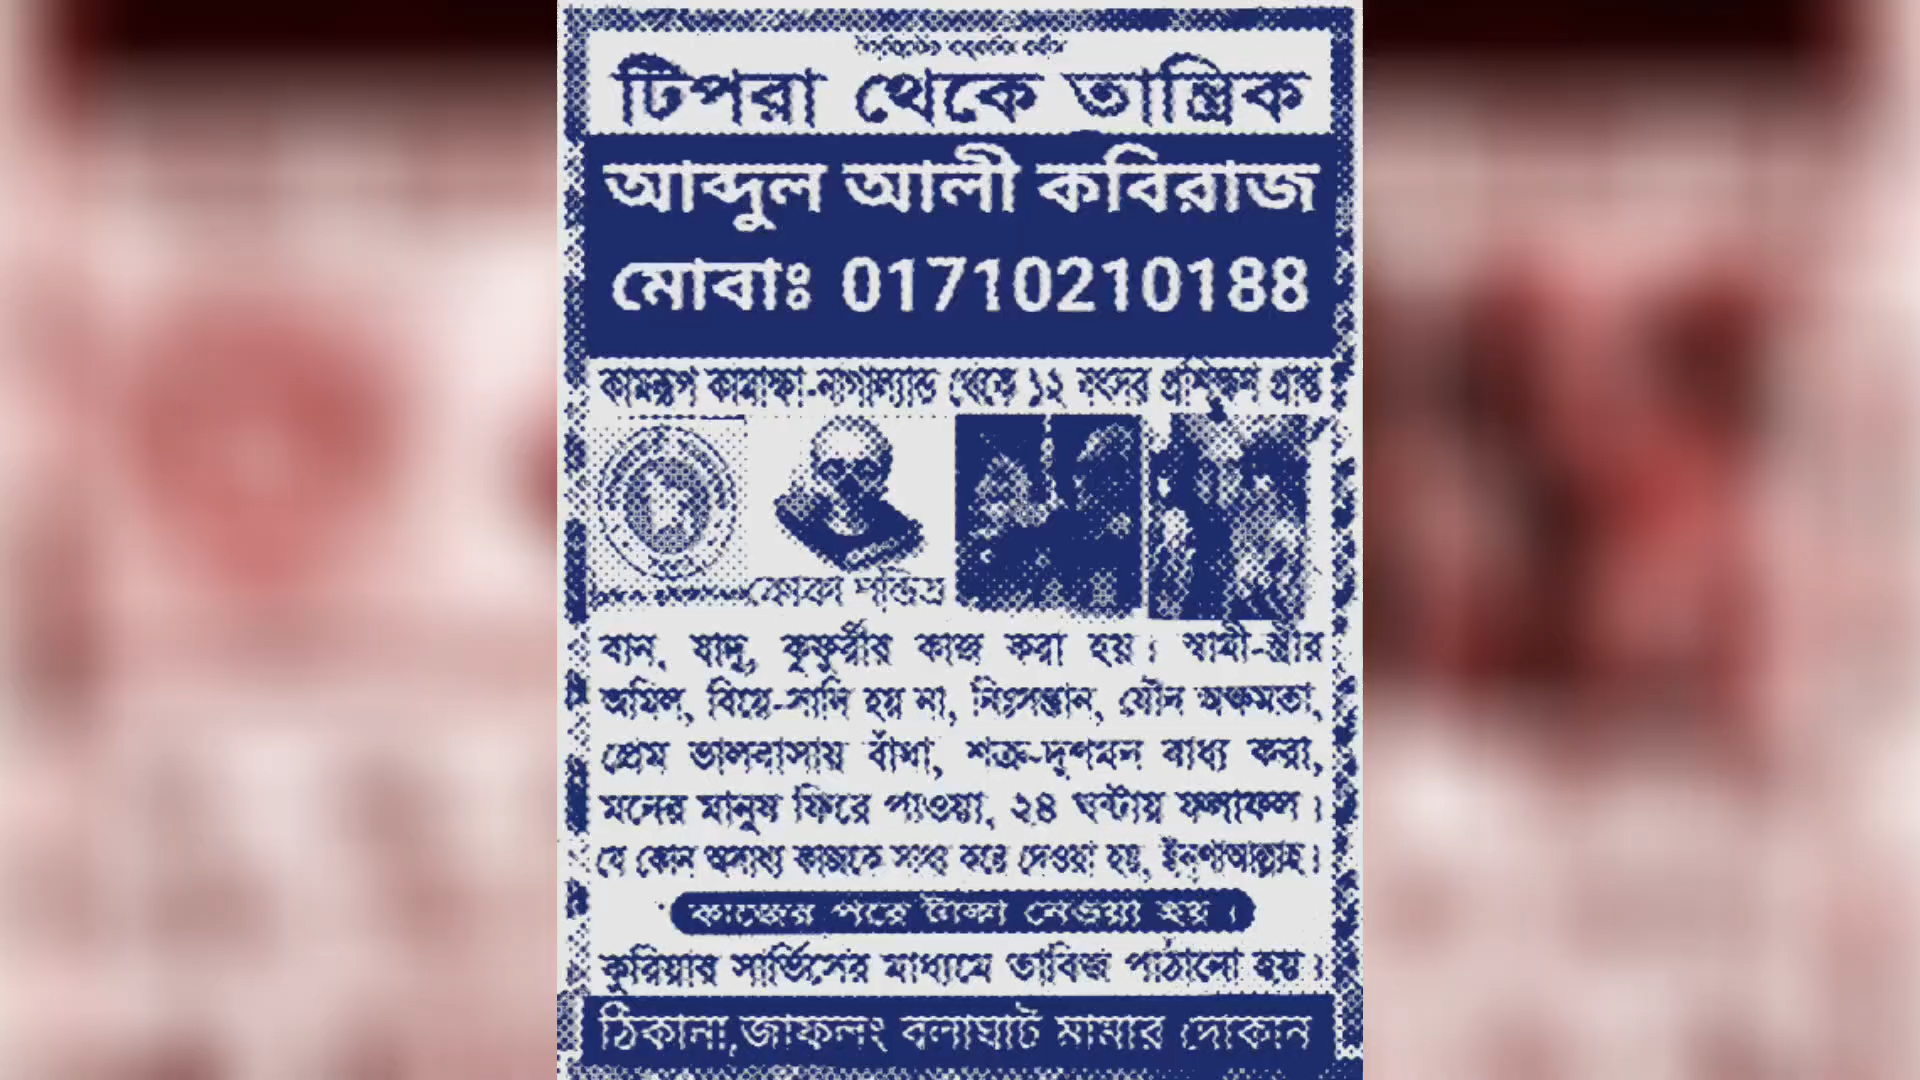 টিপরা থেকে তান্ত্রিক
আব্দুল আলী কবিরাজ
মোবাঃ 01710210188
কামরুপ কামাক্ষা-নাগাল্যান্ড থেকে ১২ বৎসর প্রশিক্ষণ প্রাপ্ত
কোকা পন্ডিত
বান, যাদু, কুফুরীর কাজ করা হয়। স্বামী-স্ত্রীর
অমিল, বিয়ে-সাদি হয় না, নিঃসন্তান, যৌন অক্ষমতা,
প্রেম ভালবাসায় বাঁধা, শত্রু-দুশমন বাধ্য করা,
মনের মানুষ ফিরে পাওয়া, ২৪ ঘন্টায় ফলাফল।
যে কোন অসাধ্য কাজকে সাধ্য করে দেওয়া হয়, ইনশাআল্লাহ।
কাজের পরে টাকা নেওয়া হয়।
কুরিয়ার সার্ভিসের মাধ্যমে তাবিজ পাঠানো হয়।
ঠিকানা,জাফলং বলাঘাট মামার দোকান